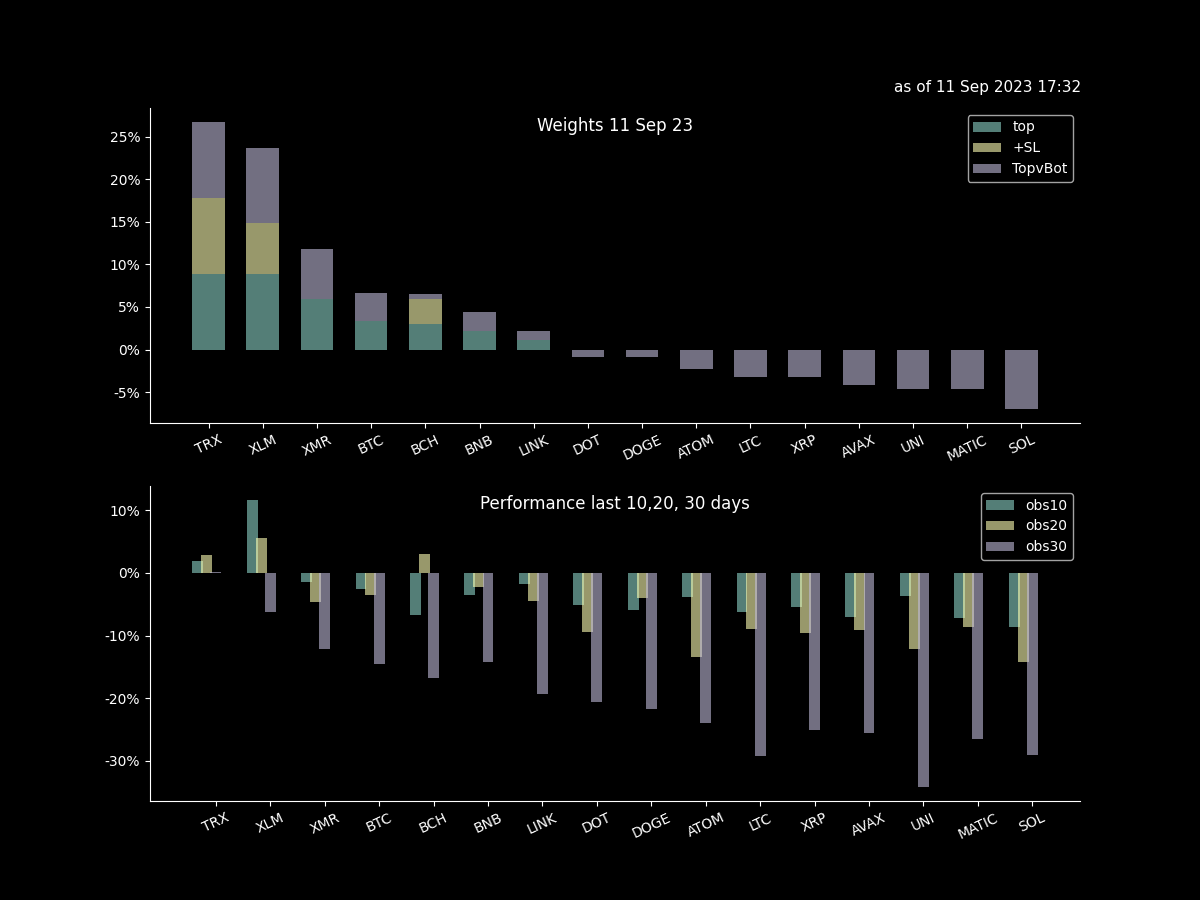 as of 11 Sep 2023 17:32
Weights 11 Sep 23
top
+SL
TopvBot
25%
20%
15%
10%
5%
0%
-5%
TRX XLM XMR BTC BCH BNB LINK DOT DOGE ATOM LTC XRP AVAX UNI MATIC SOL
Performance last 10,20, 30 days
obs10
obs20
obs30
10%
0%
-10%
-20%
-30%
TRX XLM XMR BTC BCH BNB LINK DOT DOGE ATOM LTC XRP AVAX UNI MATIC SOL